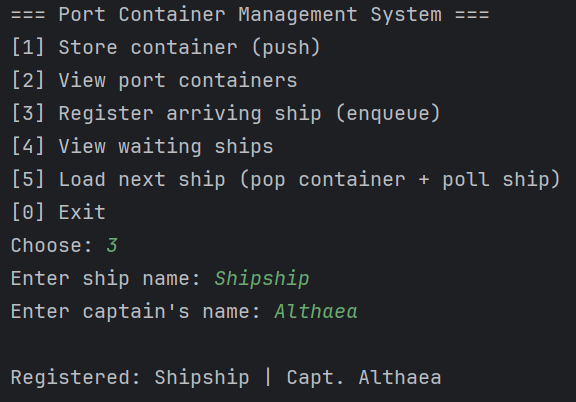 === Port Container Management System ===
[1] Store container (push)
[2] View port containers
[3] Register arriving ship (enqueue)
[4] View waiting ships
[5] Load next ship (pop container + poll ship)
[0] Exit
Choose: 3
Enter ship name: Shipship
Enter captain's name: Althaea
Registered: Shipship | Capt. Althaea